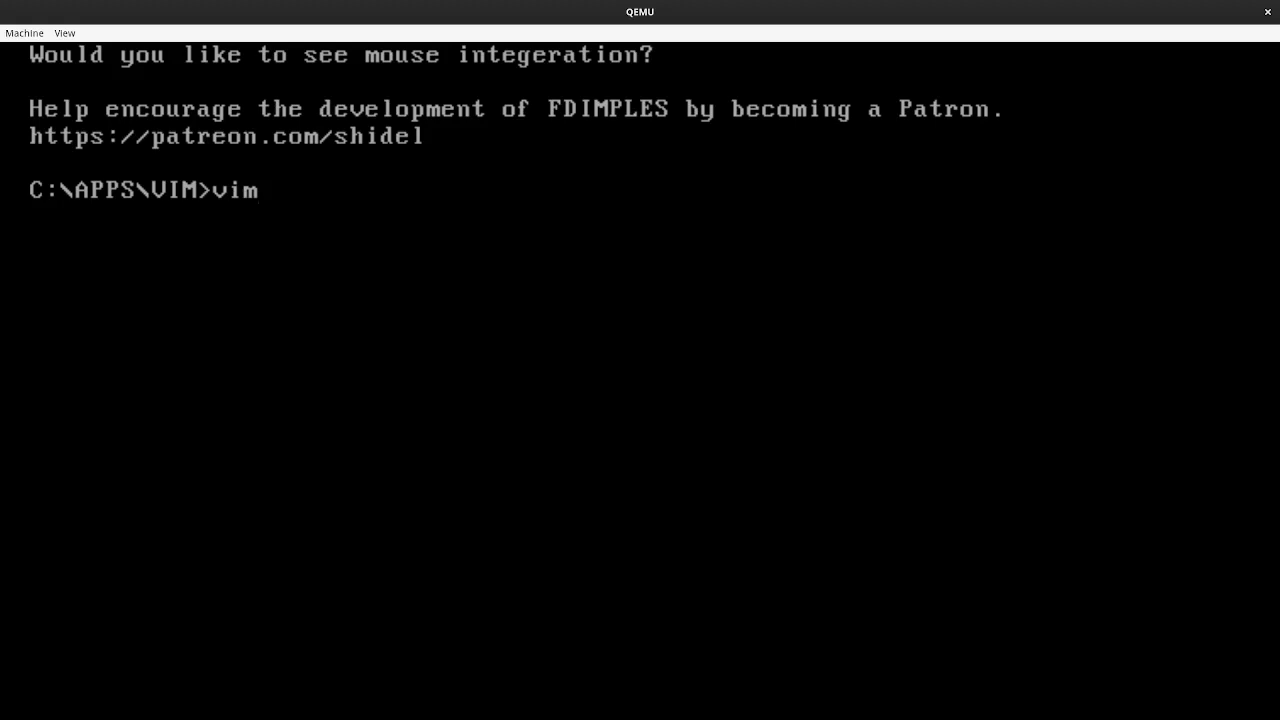 QEMU
×
Machine View
Would you like to see mouse integeration?
Help encourage the development of FDIMPLES by becoming a Patron.
https://patreon.com/shidel
C:\APPS\VIM>vim